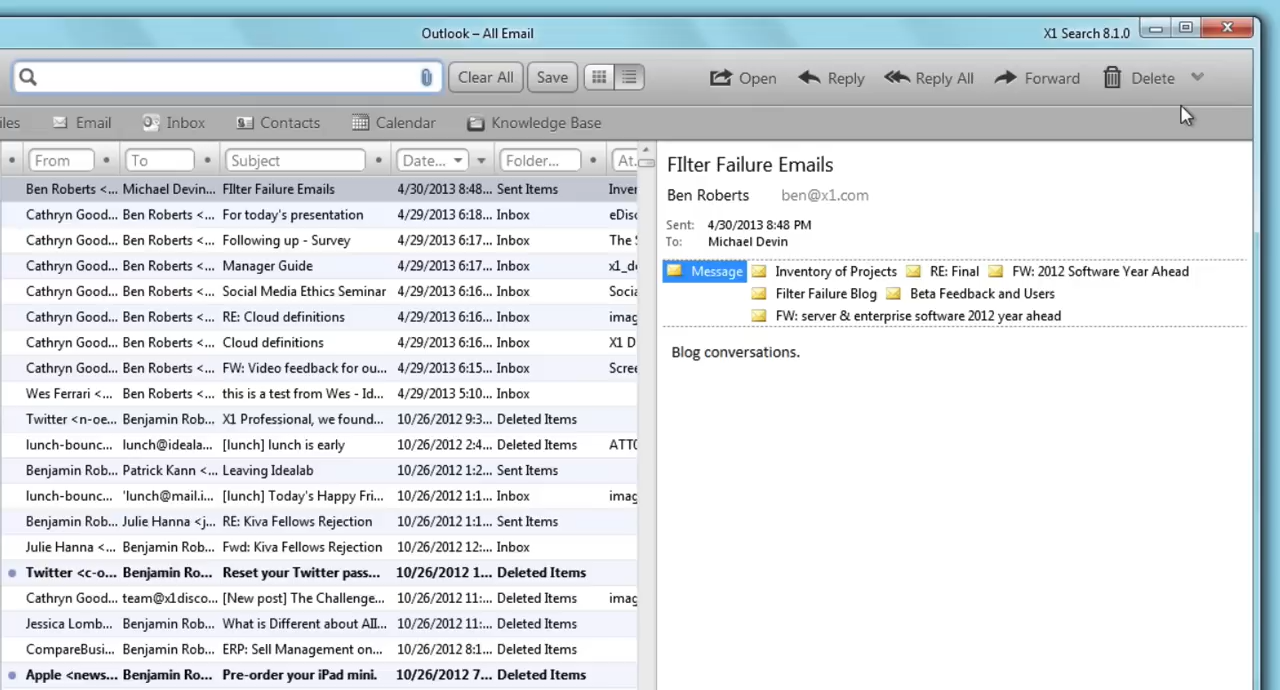 Outlook – All Email
X1 Search 8.1.0
Clear All Save Open Reply Reply All Forward Delete
iles Email Inbox Contacts Calendar Knowledge Base
From To Subject Date... Folder... At.
Ben Roberts <... Michael Devin... FIlter Failure Emails 4/30/2013 8:48... Sent Items Inver
Cathryn Good... Ben Roberts <... For today's presentation 4/29/2013 6:18... Inbox eDisc
Cathryn Good... Ben Roberts <... Following up - Survey 4/29/2013 6:17... Inbox The S
Cathryn Good... Ben Roberts <... Manager Guide 4/29/2013 6:17... Inbox x1_de
Cathryn Good... Ben Roberts <... Social Media Ethics Seminar 4/29/2013 6:16... Inbox Socia
Cathryn Good... Ben Roberts <... RE: Cloud definitions 4/29/2013 6:16... Inbox imag
Cathryn Good... Ben Roberts <... Cloud definitions 4/29/2013 6:16... Inbox X1 D
Cathryn Good... Ben Roberts <... FW: Video feedback for ou... 4/29/2013 6:15... Inbox Scree
Wes Ferrari <... Ben Roberts <... this is a test from Wes - Id... 4/29/2013 5:10... Inbox
Twitter <n-oe... Benjamin Rob... X1 Professional, we found... 10/26/2012 9:3... Deleted Items
lunch-bounc... lunch@ideala... [lunch] lunch is early 10/26/2012 2:4... Deleted Items ATT0
Benjamin Rob... Patrick Kann <... Leaving Idealab 10/26/2012 1:2... Sent Items
lunch-bounc... 'lunch@mail.i... [lunch] Today's Happy Fri... 10/26/2012 1:1... Inbox imag
Benjamin Rob... Julie Hanna <j... RE: Kiva Fellows Rejection 10/26/2012 1:1... Sent Items
Julie Hanna <... Benjamin Rob... Fwd: Kiva Fellows Rejection 10/26/2012 12:... Inbox
Twitter <c-o... Benjamin Ro... Reset your Twitter pass... 10/26/2012 1... Deleted Items
Cathryn Good... team@x1disco... [New post] The Challenge... 10/26/2012 11:... Deleted Items imag
Jessica Lomb... Benjamin Rob... What is Different about AII... 10/26/2012 11:... Deleted Items
CompareBusi... Benjamin Rob... ERP: Sell Management on... 10/26/2012 8:1... Deleted Items
Apple <news... Benjamin Ro... Pre-order your iPad mini. 10/26/2012 7... Deleted Items
FIlter Failure Emails
Ben Roberts ben@x1.com
Sent: 4/30/2013 8:48 PM
To: Michael Devin
Message Inventory of Projects RE: Final FW: 2012 Software Year Ahead
Filter Failure Blog Beta Feedback and Users
FW: server & enterprise software 2012 year ahead
Blog conversations.